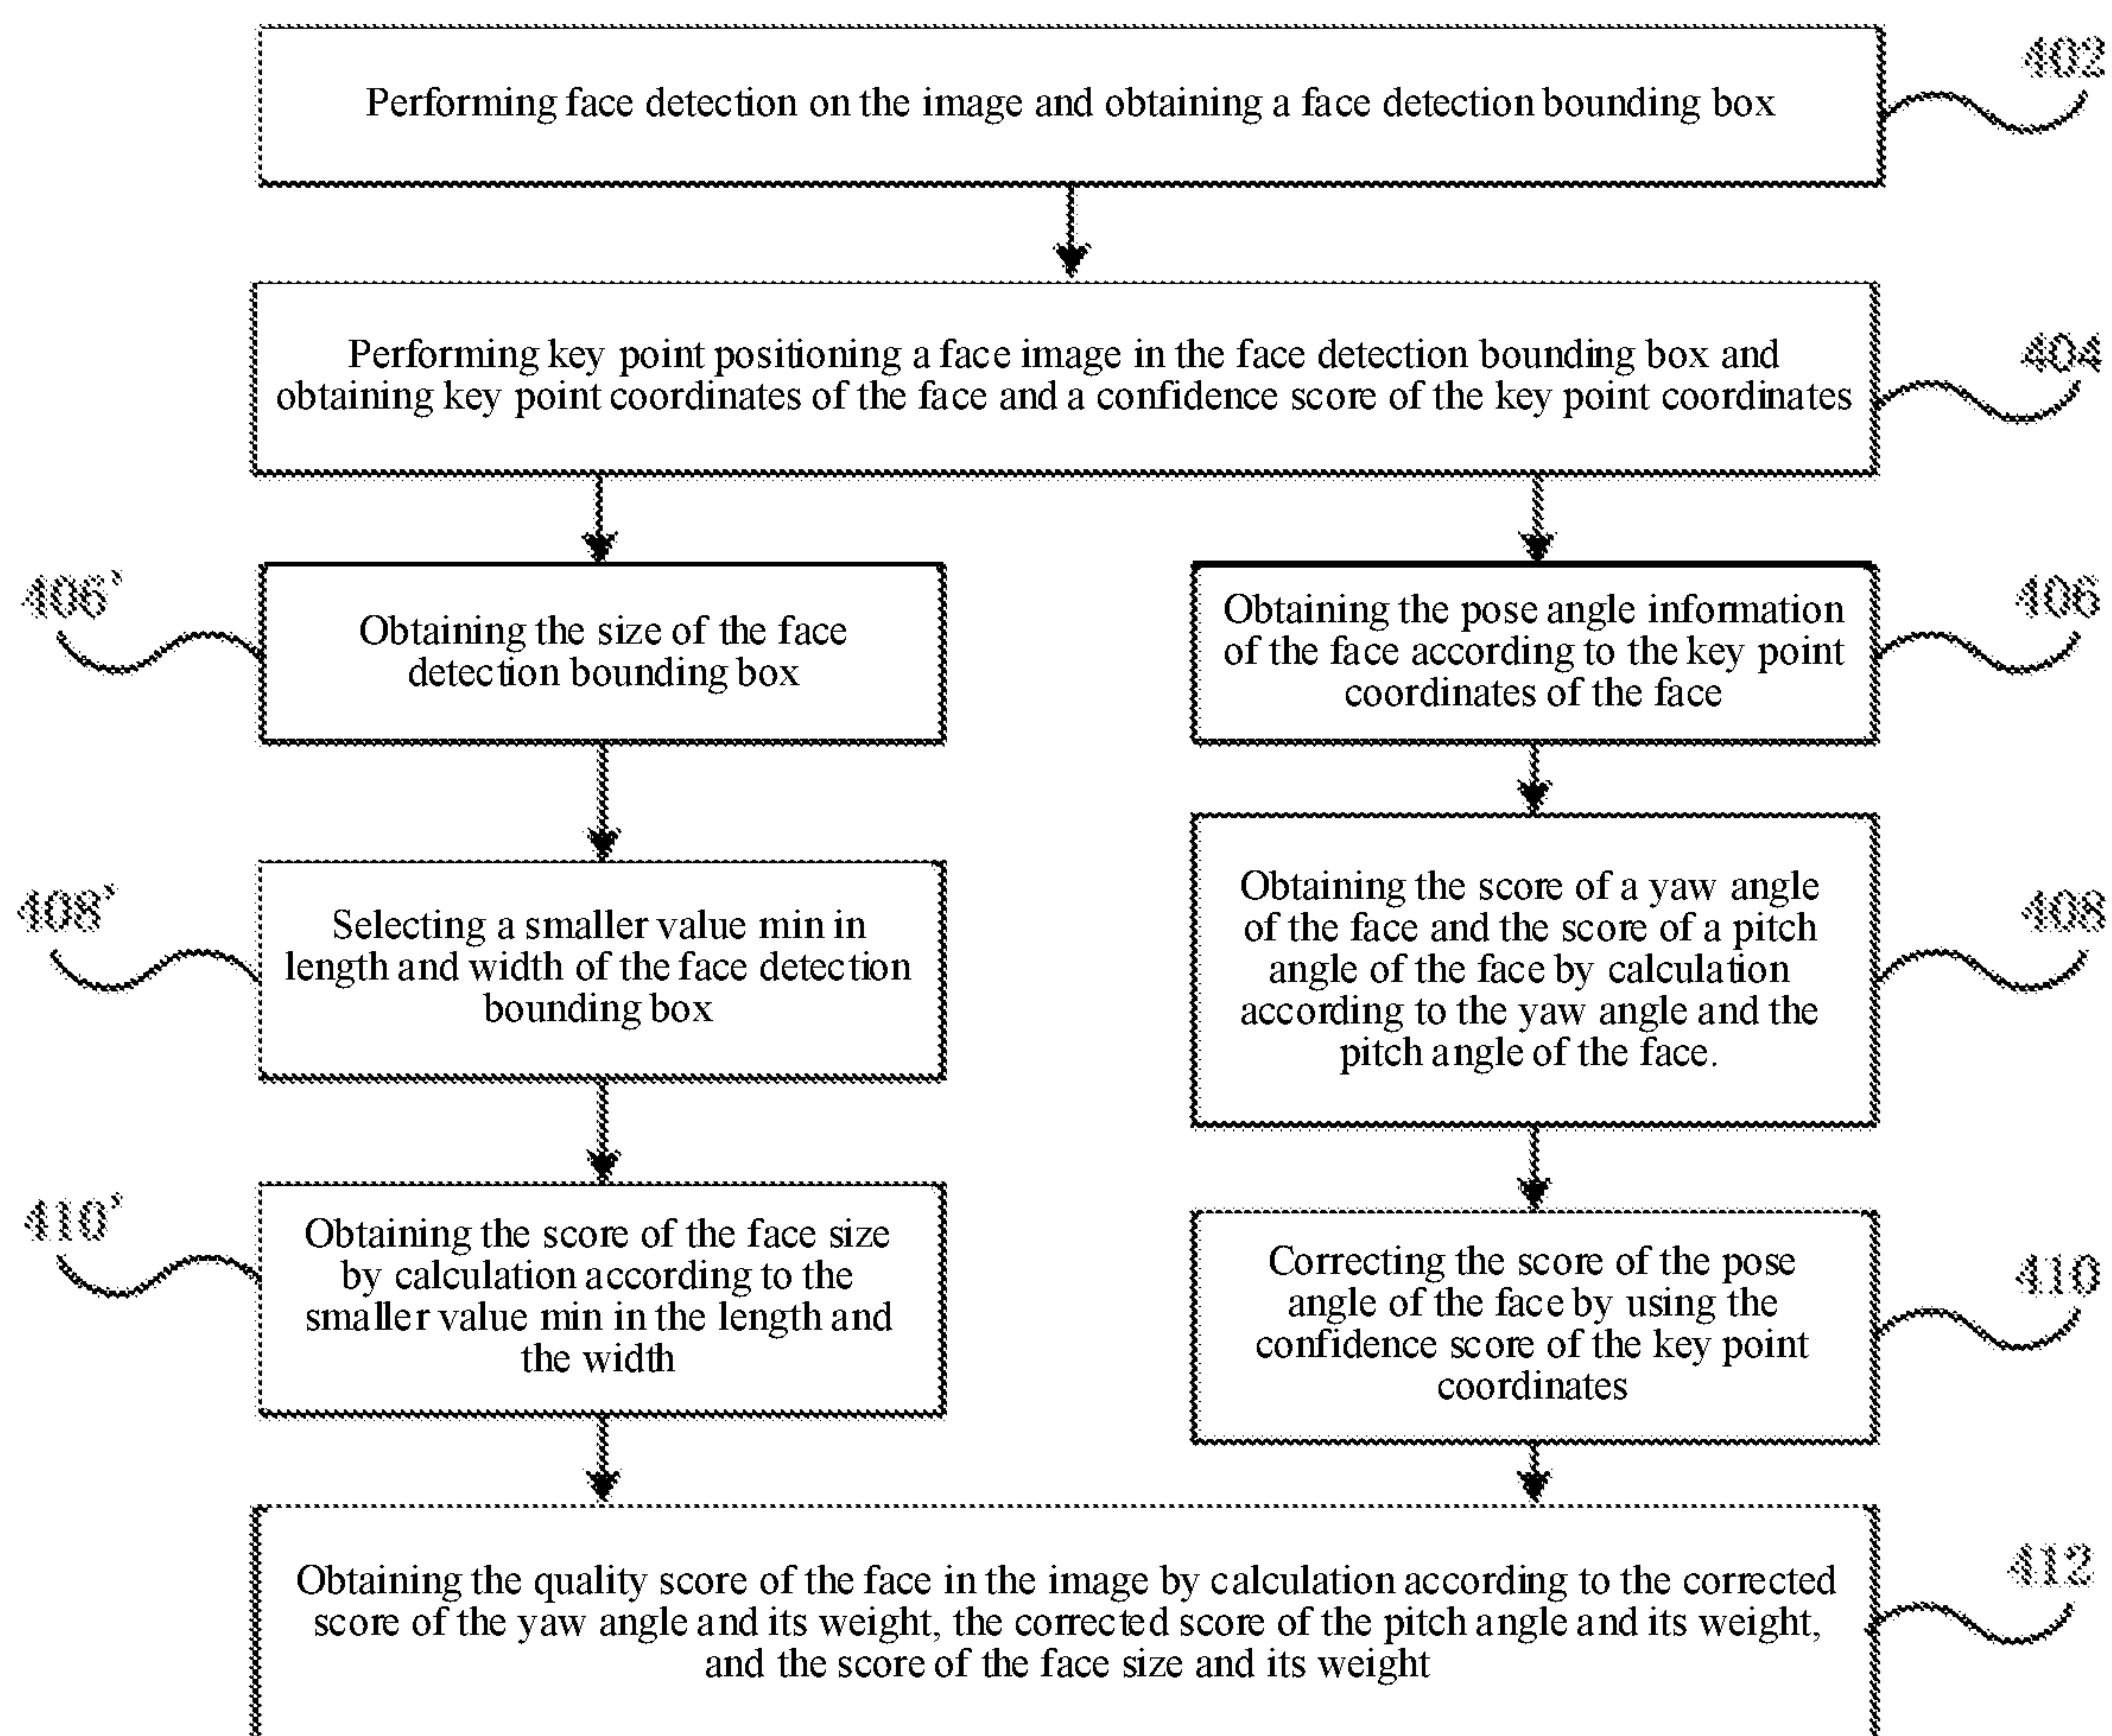 402
Performing face detection on the image and obtaining a face detection bounding box
404
Performing key point positioning a face image in the face detection bounding box and
obtaining key point coordinates of the face and a confidence score of the key point coordinates
406'
Obtaining the size of the face
detection bounding box
406
Obtaining the pose angle information
of the face according to the key point
coordinates of the face
408'
Selecting a smaller value min in
length and width of the face detection
bounding box
408
Obtaining the score of a yaw angle
of the face and the score of a pitch
angle of the face by calculation
according to the yaw angle and the
pitch angle of the face.
410'
Obtaining the score of the face size
by calculation according to the
smaller value min in the length and
the width
410
Correcting the score of the pose
angle of the face by using the
confidence score of the key point
coordinates
412
Obtaining the quality score of the face in the image by calculation according to the corrected
score of the yaw angle and its weight, the corrected score of the pitch angle and its weight,
and the score of the face size and its weight